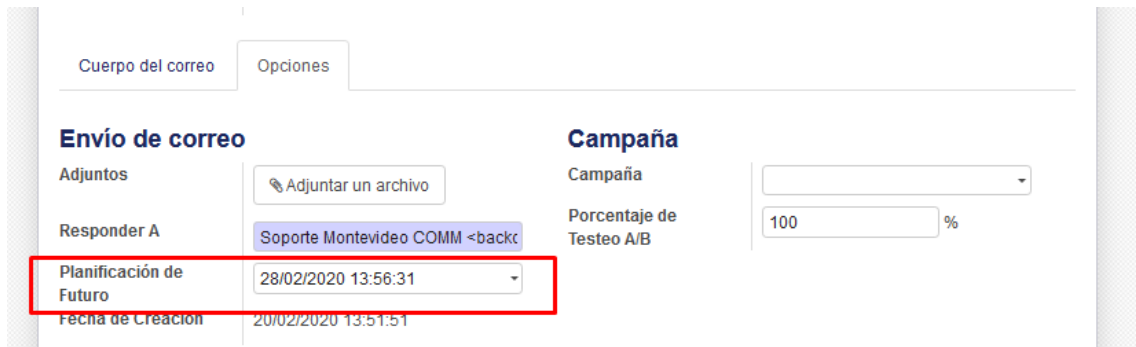 Cuerpo del correo
Opciones
Envío de correo
Campaña
Adjuntos
Adjuntar un archivo
Campaña
Responder A
Soporte Montevideo COMM <backo
Porcentaje de
Testeo A/B
100 %
Planificación de
Futuro
28/02/2020 13:56:31
Fecha de Creación
20/02/2020 13:51:51